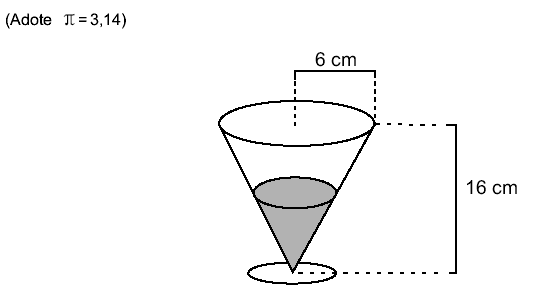 (Adote π = 3,14)
6 cm
16 cm